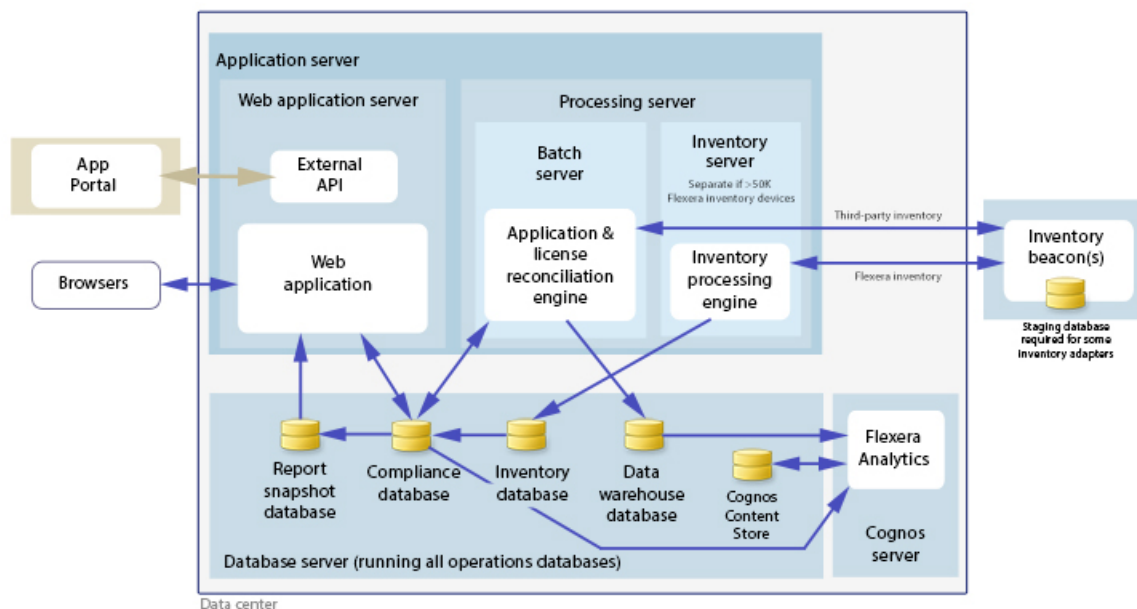 Application server
Web application server
Processing server
App
Portal
External
API
Batch
server
Inventory
server
Separate if >50K
Flexera inventory devices
Third-party inventory
Browsers
Web
application
Application &
license
reconciliation
engine
Inventory
processing
engine
Flexera inventory
Inventory
beacon(s)
Staging database
required for some
inventory adapters
Report
snapshot
database
Compliance
database
Inventory
database
Data
warehouse
database
Cognos
Content
Store
Flexera
Analytics
Cognos
server
Database server (running all operations databases)
Data center